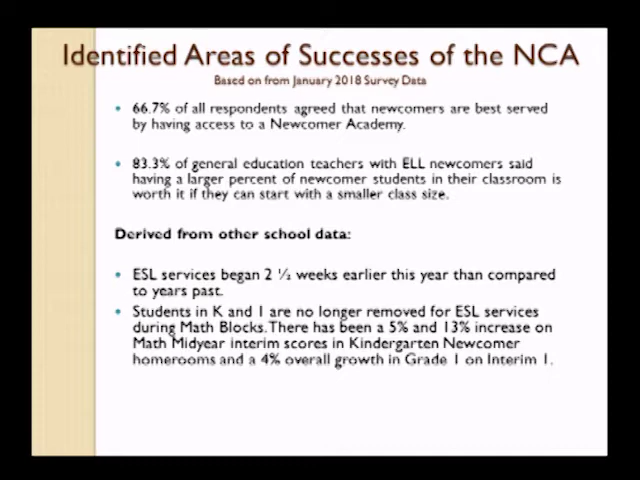 Identified Areas of Successes of the NCA
Based on from January 2018 Survey Data
• 66.7% of all respondents agreed that newcomers are best served
by having access to a Newcomer Academy.
• 83.3% of general education teachers with ELL newcomers said
having a larger percent of newcomer students in their classroom is
worth it if they can start with a smaller class size.
Derived from other school data:
• ESL services began 2 ½ weeks earlier this year than compared
to years past.
• Students in K and 1 are no longer removed for ESL services
during Math Blocks. There has been a 5% and 13% increase on
Math Midyear interim scores in Kindergarten Newcomer
homerooms and a 4% overall growth in Grade 1 on Interim 1.